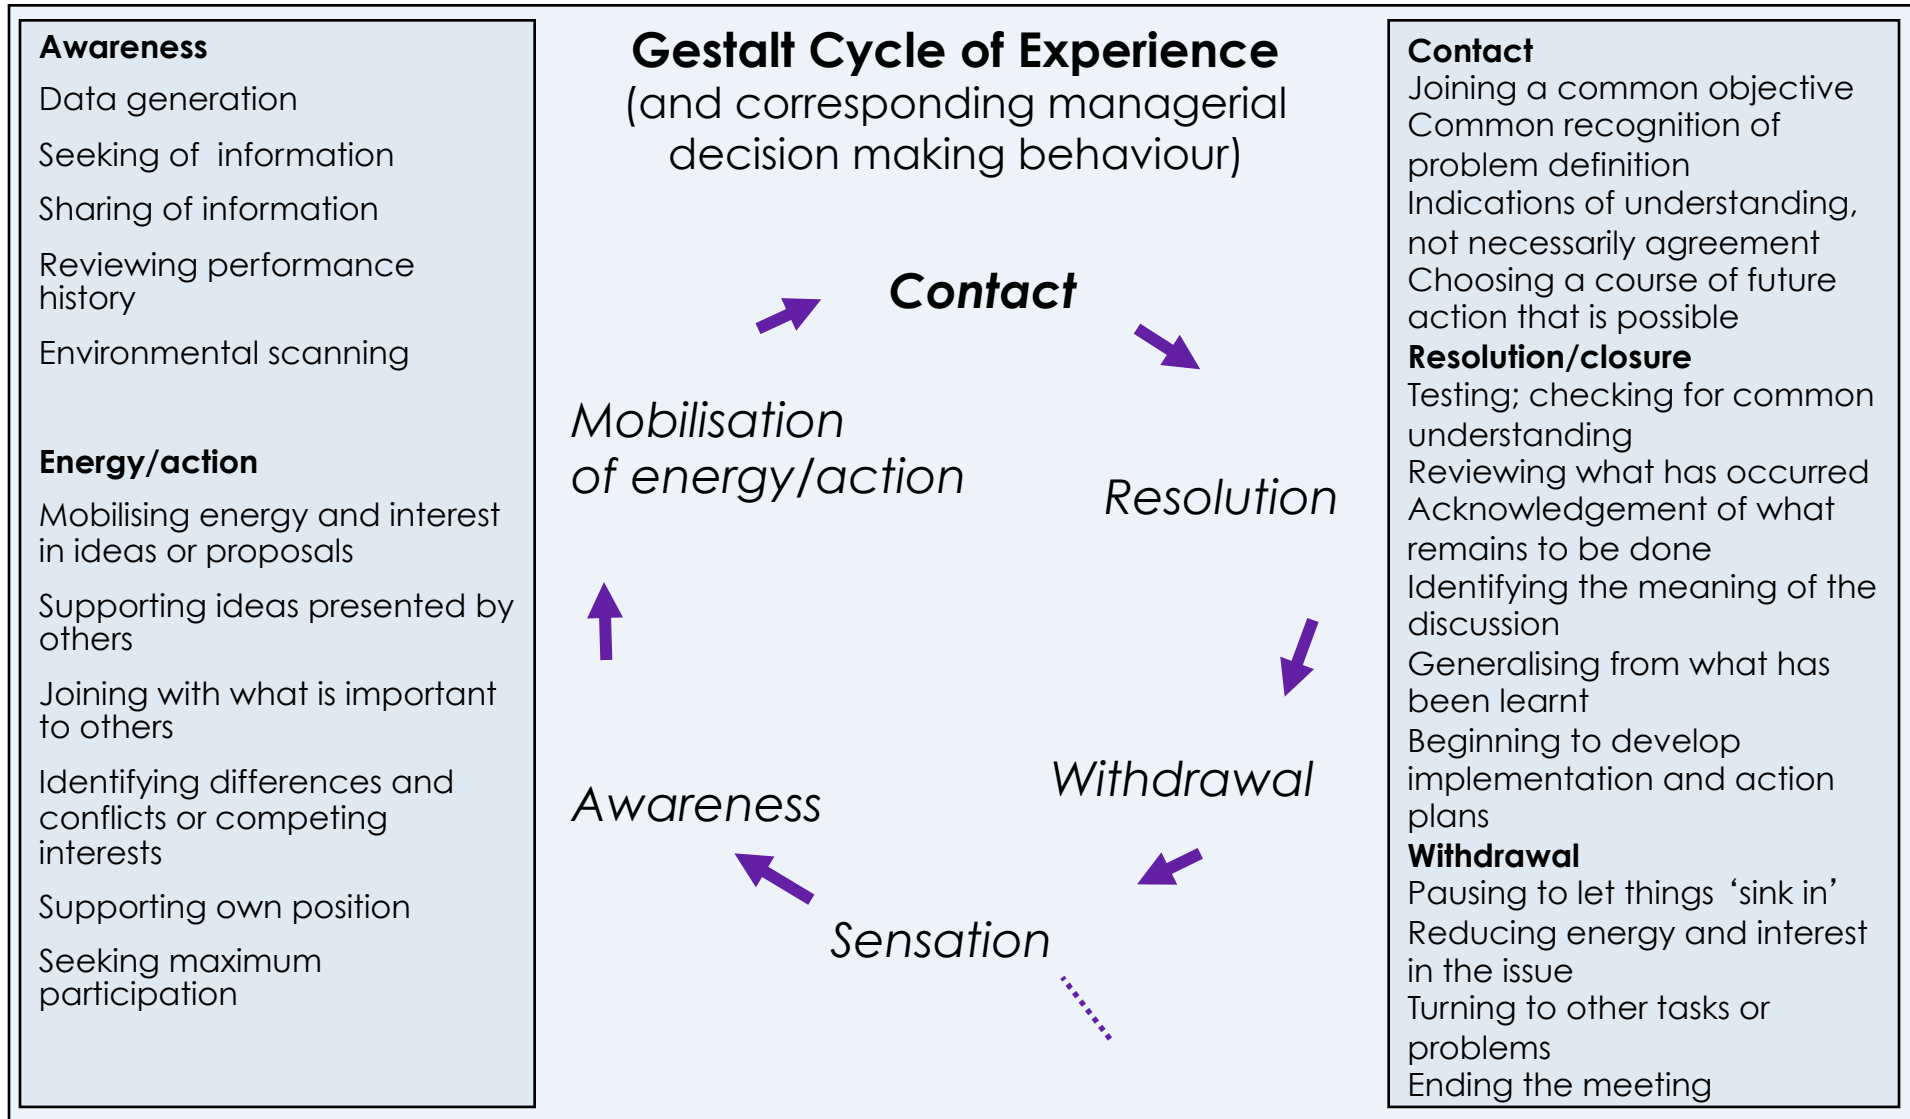 Awareness
Data generation
Seeking of information
Sharing of information
Reviewing performance
history
Environmental scanning
Energy/action
Mobilising energy and interest
in ideas or proposals
Supporting ideas presented by
others
Joining with what is important
to others
Identifying differences and
conflicts or competing
interests
Supporting own position
Seeking maximum
participation
Gestalt Cycle of Experience
(and corresponding managerial
decision making behaviour)
Contact
Mobilisation
of energy/action
Resolution
Withdrawal
Awareness
Sensation
Contact
Joining a common objective
Common recognition of
problem definition
Indications of understanding,
not necessarily agreement
Choosing a course of future
action that is possible
Resolution/closure
Testing; checking for common
understanding
Reviewing what has occurred
Acknowledgement of what
remains to be done
Identifying the meaning of the
discussion
Generalising from what has
been learnt
Beginning to develop
implementation and action
plans
Withdrawal
Pausing to let things ‘sink in’
Reducing energy and interest
in the issue
Turning to other tasks or
problems
Ending the meeting